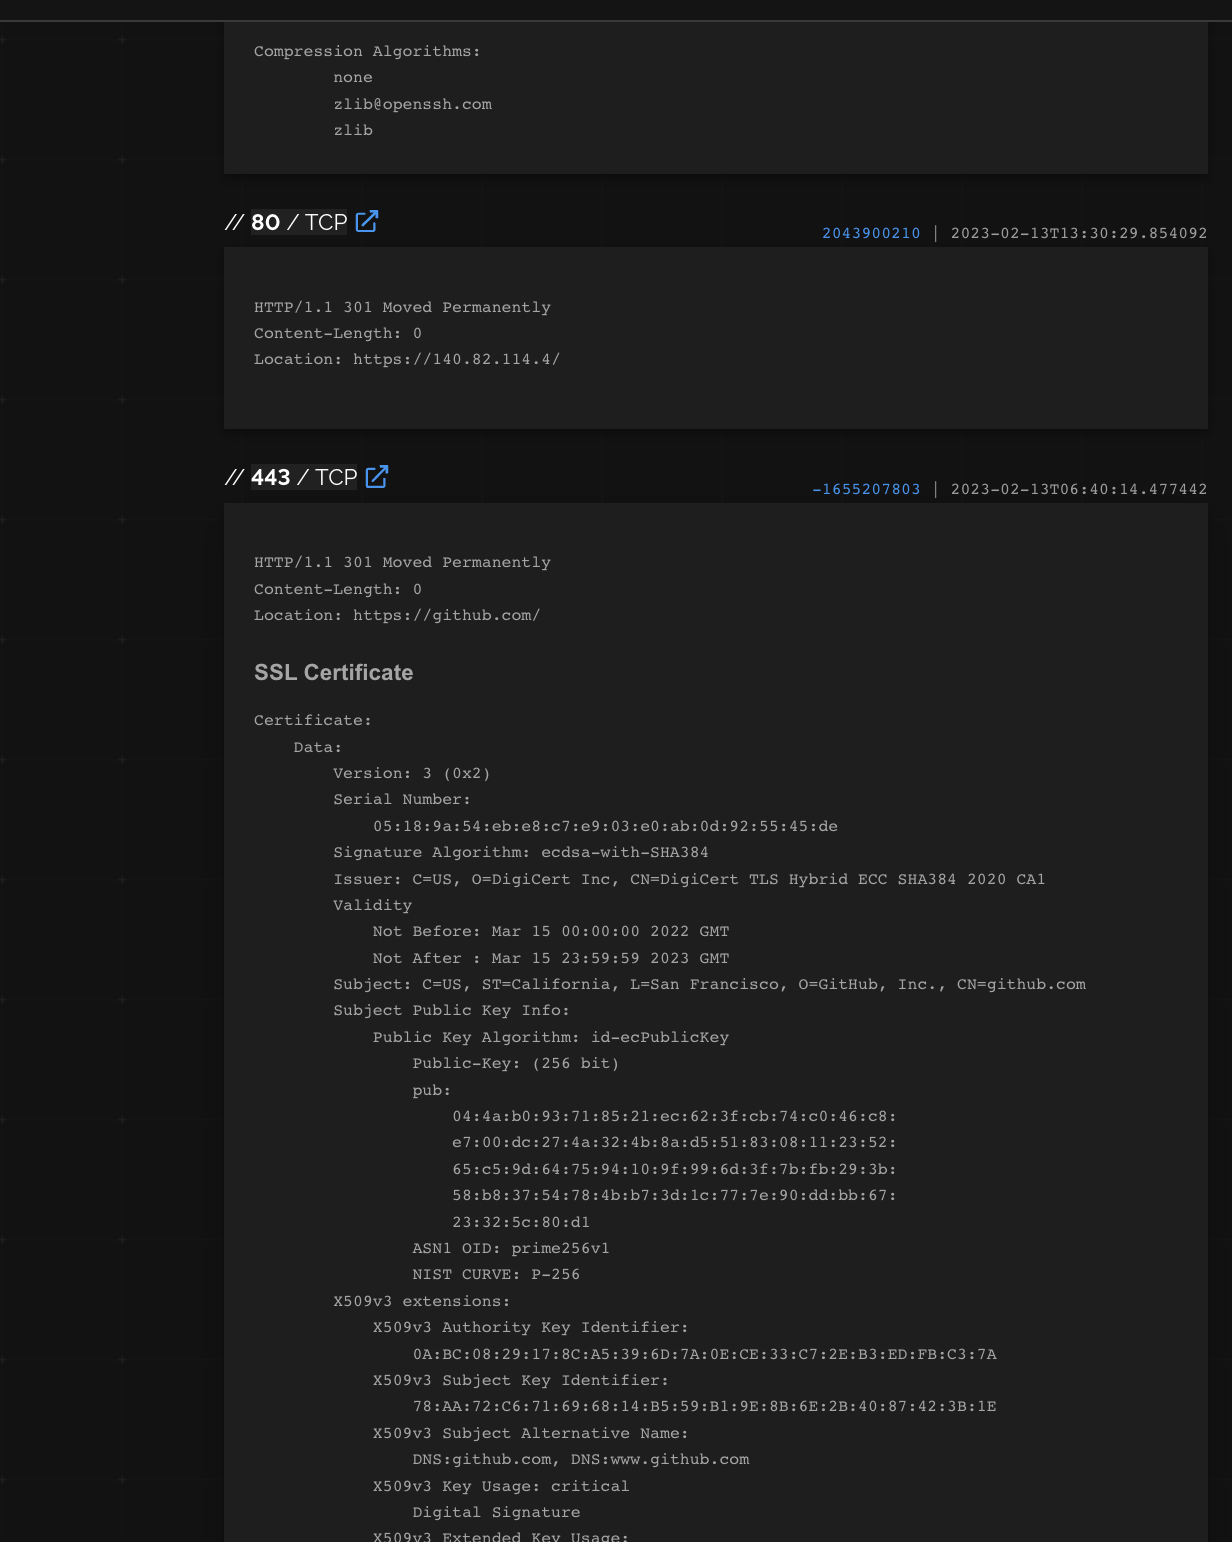 Compression Algorithms:
none
zlib@openssh.com
zlib
// 80 / TCP
2043900210 | 2023-02-13T13:30:29.854092
HTTP/1.1 301 Moved Permanently
Content-Length: 0
Location: https://140.82.114.4/
// 443 / TCP
-1655207803 | 2023-02-13T06:40:14.477442
HTTP/1.1 301 Moved Permanently
Content-Length: 0
Location: https://github.com/
SSL Certificate
Certificate:
Data:
Version: 3 (0x2)
Serial Number:
05:18:9a:54:eb:e8:c7:e9:03:e0:ab:0d:92:55:45:de
Signature Algorithm: ecdsa-with-SHA384
Issuer: C=US, O=DigiCert Inc, CN=DigiCert TLS Hybrid ECC SHA384 2020 CA1
Validity
Not Before: Mar 15 00:00:00 2022 GMT
Not After : Mar 15 23:59:59 2023 GMT
Subject: C=US, ST=California, L=San Francisco, O=GitHub, Inc., CN=github.com
Subject Public Key Info:
Public Key Algorithm: id-ecPublicKey
Public-Key: (256 bit)
pub:
04:4a:b0:93:71:85:21:ec:62:3f:cb:74:c0:46:c8:
e7:00:dc:27:4a:32:4b:8a:d5:51:83:08:11:23:52:
65:c5:9d:64:75:94:10:9f:99:6d:3f:7b:fb:29:3b:
58:b8:37:54:78:4b:b7:3d:1c:77:7e:90:dd:bb:67:
23:32:5c:80:d1
ASN1 OID: prime256v1
NIST CURVE: P-256
X509v3 extensions:
X509v3 Authority Key Identifier:
0A:BC:08:29:17:8C:A5:39:6D:7A:0E:CE:33:C7:2E:B3:ED:FB:C3:7A
X509v3 Subject Key Identifier:
78:AA:72:C6:71:69:68:14:B5:59:B1:9E:8B:6E:2B:40:87:42:3B:1E
X509v3 Subject Alternative Name:
DNS:github.com, DNS:www.github.com
X509v3 Key Usage: critical
Digital Signature
X509v3 Extended Key Usage: